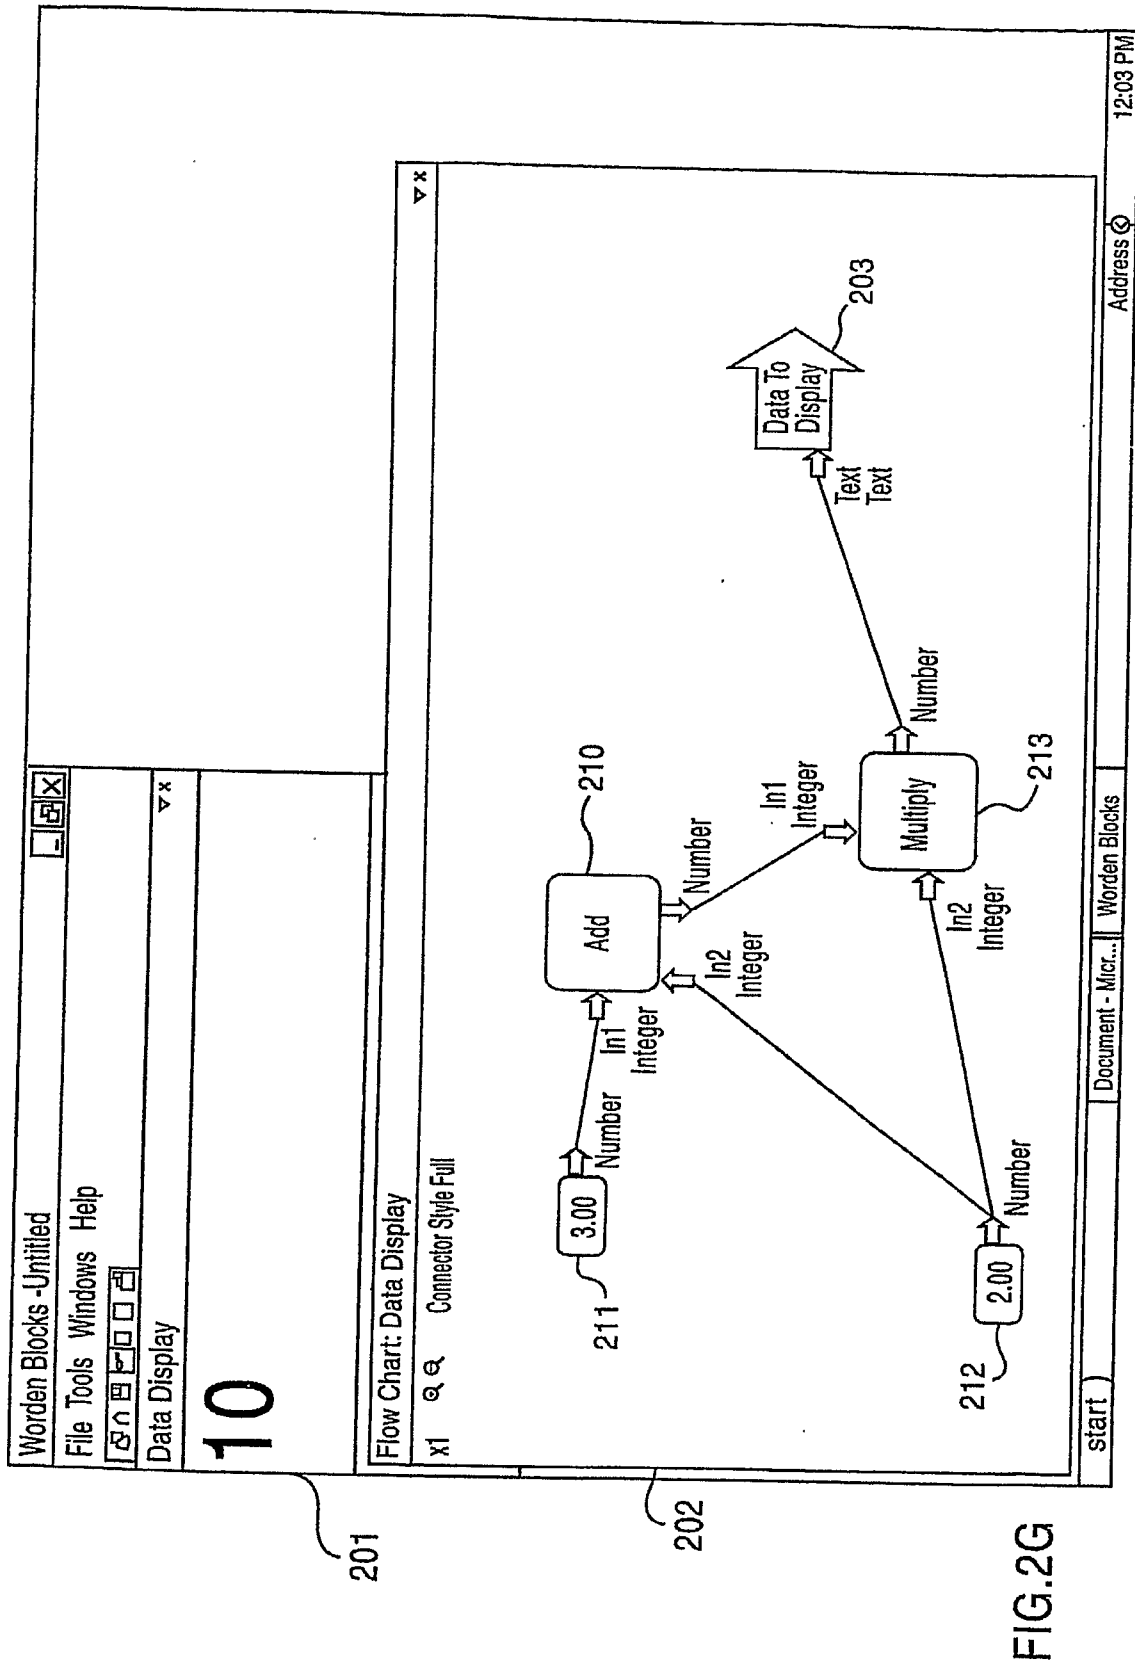 Worden Blocks -Untitled
File Tools Windows Help
Data Display
10
201
Flow Chart: Data Display
x1
Connector Style Full
202
3.00
211
Number
In1
Integer
Add
210
Number
In2
Integer
In1
Integer
2.00
212
Number
In2
Integer
Multiply
213
Number
Text
Text
Data To
Display
203
start
Document - Micr...
Worden Blocks
Address
12:03 PM
FIG.2G